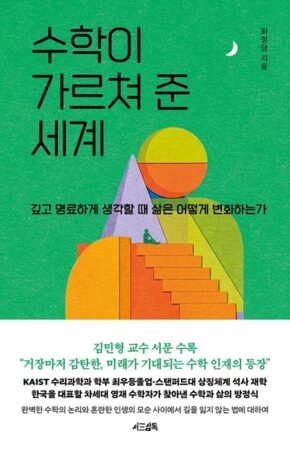 수학이
가르쳐 준
세계
최정담 지음
깊고 명료하게 생각할 때 삶은 어떻게 변화하는가
김민형 교수 서문 수록
“거장마저 감탄한, 미래가 기대되는 수학 인재의 등장”
KAIST 수리과학과 학부 최우등졸업·스탠퍼드대 상징체계 석사 재학
한국을 대표할 차세대 영재 수학자가 찾아낸 수학과 삶의 방정식
완벽한 수학의 논리와 혼란한 인생의 모순 사이에서 길을 잃지 않는 법에 대하여
서삼독